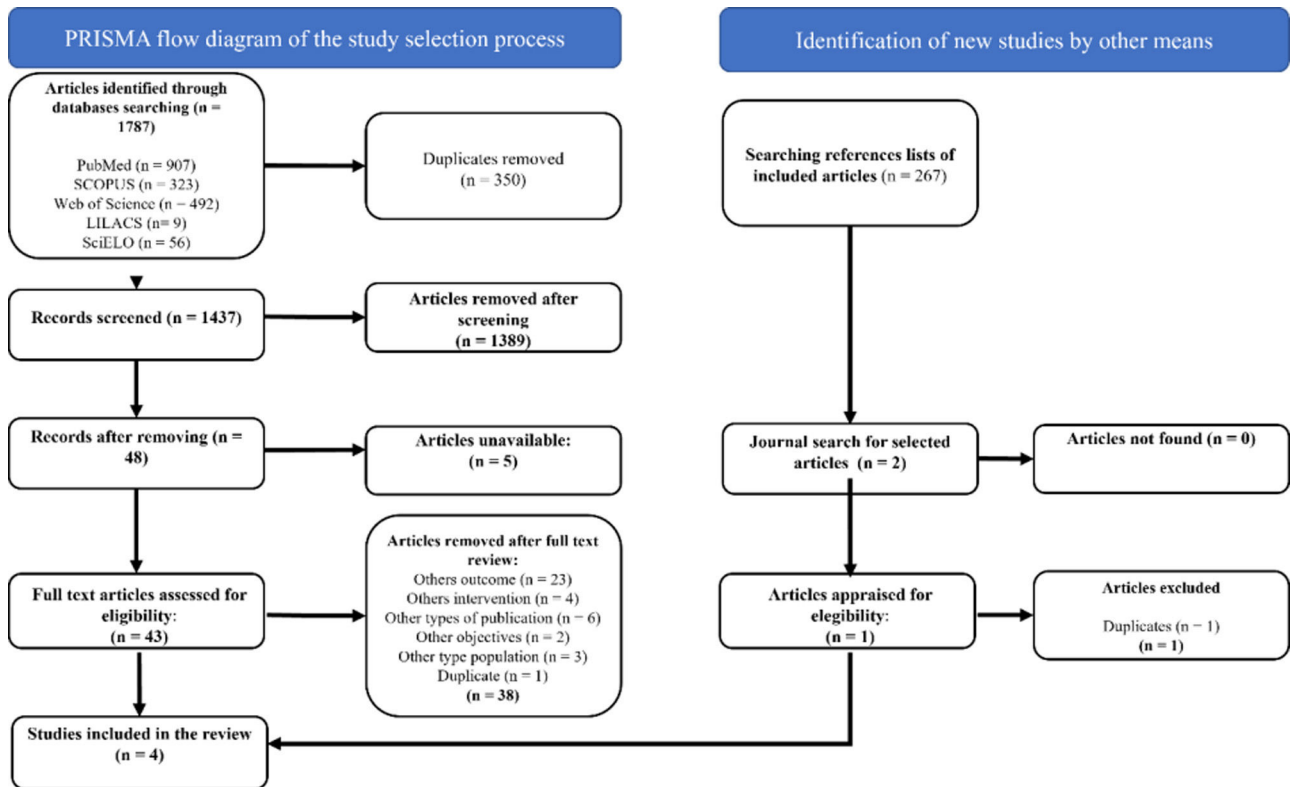 PRISMA flow diagram of the study selection process
Articles identified through
databases searching (n =
1787)
PubMed (n = 907)
SCOPUS (n = 323)
Web of Science (n − 492)
LILACS (n= 9)
SciELO (n = 56)
Duplicates removed
(n = 350)
Records screened (n = 1437)
Articles removed after
screening
(n = 1389)
Records after removing (n =
48)
Articles unavailable:
(n = 5)
Full text articles assessed for
eligibility:
(n = 43)
Articles removed after full text
review:
Others outcome (n = 23)
Others intervention (n = 4)
Other types of publication (n − 6)
Other objectives (n = 2)
Other type population (n = 3)
Duplicate (n = 1)
(n = 38)
Studies included in the review
(n = 4)
Identification of new studies by other means
Searching references lists of
included articles (n = 267)
Journal search for selected
articles (n = 2)
Articles not found (n = 0)
Articles appraised for
elegibility:
(n = 1)
Articles excluded
Duplicates (n − 1)
(n = 1)